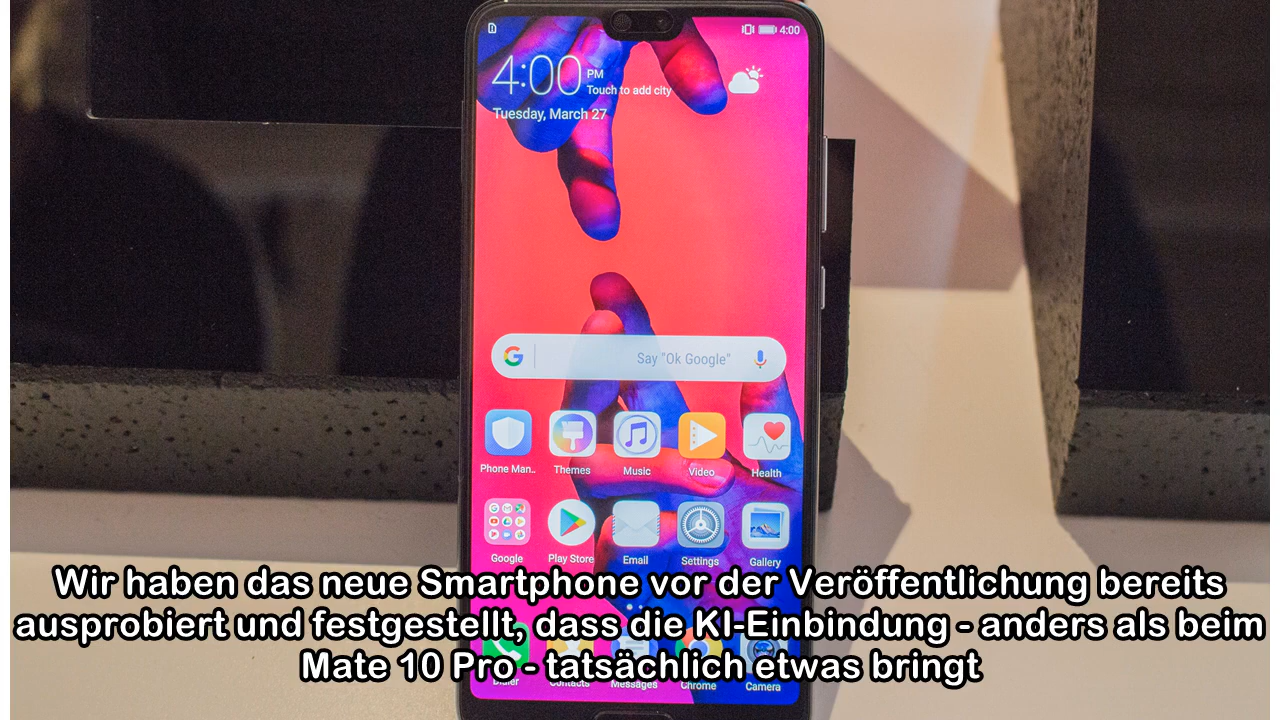 4:00
4:00 PM
Touch to add city
Tuesday, March 27
G Say "Ok Google"
Phone Man.. Themes Music Video Health
Google Play Store Email Settings Gallery
Wir haben das neue Smartphone vor der Veröffentlichung bereits
ausprobiert und festgestellt, dass die KI-Einbindung - anders als beim
Mate 10 Pro - tatsächlich etwas bringt
Dialer Contacts Messages Chrome Camera